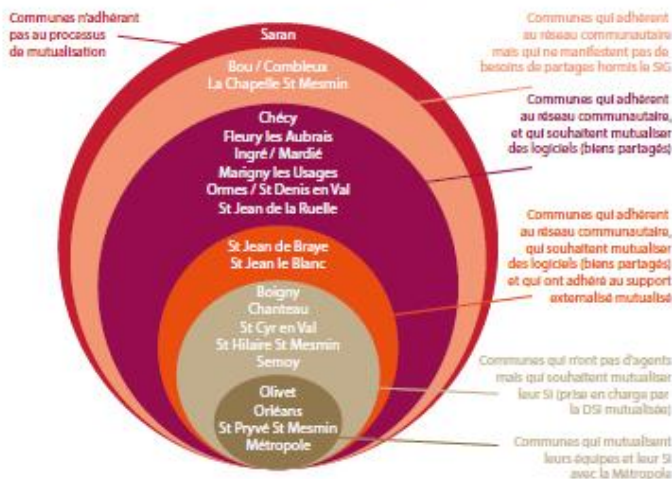 Communes n'adhérant
pas au processus
de mutualisation
Saran
Bou / Combleux
La Chapelle St Mesmin
Chécy
Fleury les Aubrais
Ingré / Mardié
Marigny les Usages
Ormes / St Denis en Val
St Jean de la Ruelle
St Jean de Braye
St Jean le Blanc
Boigny
Chanteau
St Cyr en Val
St Hilaire St Mesmin
Semoy
Olivet
Orléans
St Pryvé St Mesmin
Métropole
Communes qui adhèrent
au réseau communautaire
mais qui ne manifestent pas de
besoins de partages hormis le SIG
Communes qui adhèrent
au réseau communautaire,
et qui souhaitent mutualiser
des logiciels (biens partagés)
Communes qui adhèrent
au réseau communautaire,
qui souhaitent mutualiser
des logiciels (biens partagés)
et qui ont adhéré au support
externalisé mutualisé
Communes qui n'ont pas d'agents
mais qui souhaitent mutualiser
leur SI (prise en charge par
la DSI mutualisée)
Communes qui mutualisent
leurs équipes et leur SI
avec la Métropole